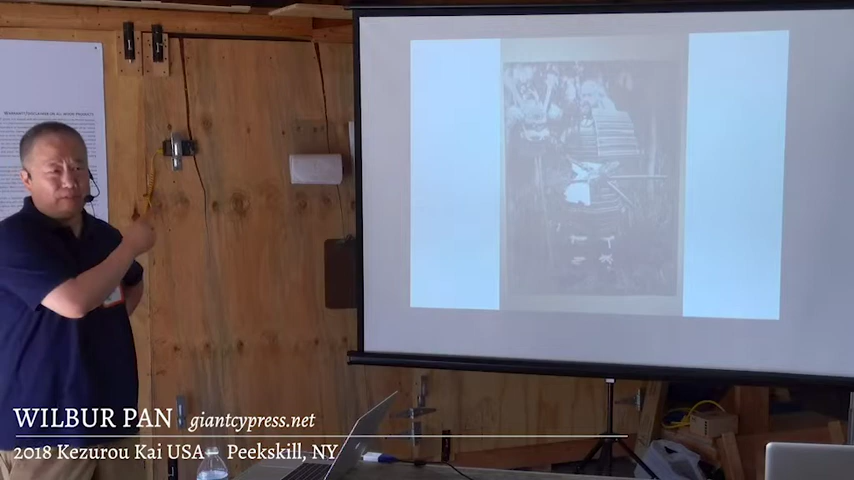 WILBUR PAN giantcypress.net
2018 Kezurou Kai USA – Peekskill, NY